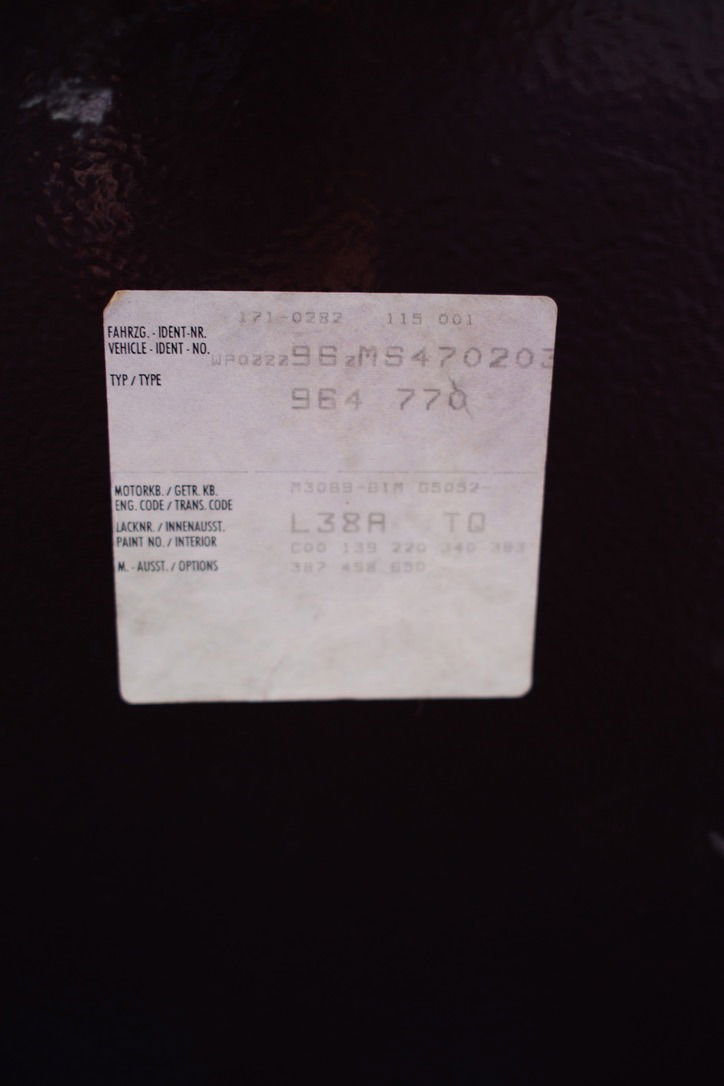 171-0282 115 001
FAHRZG. - IDENT-NR.
VEHICLE - IDENT - NO. WP0ZZZ96ZMS470203
TYP / TYPE 964 770
MOTORKB. / GETR. KB. M3069-01M G5052-
ENG. CODE / TRANS. CODE
LACKNR. / INNENAUSST. L38A TQ
PAINT NO. / INTERIOR C00 139 220 340 383
M. - AUSST. / OPTIONS 387 458 650